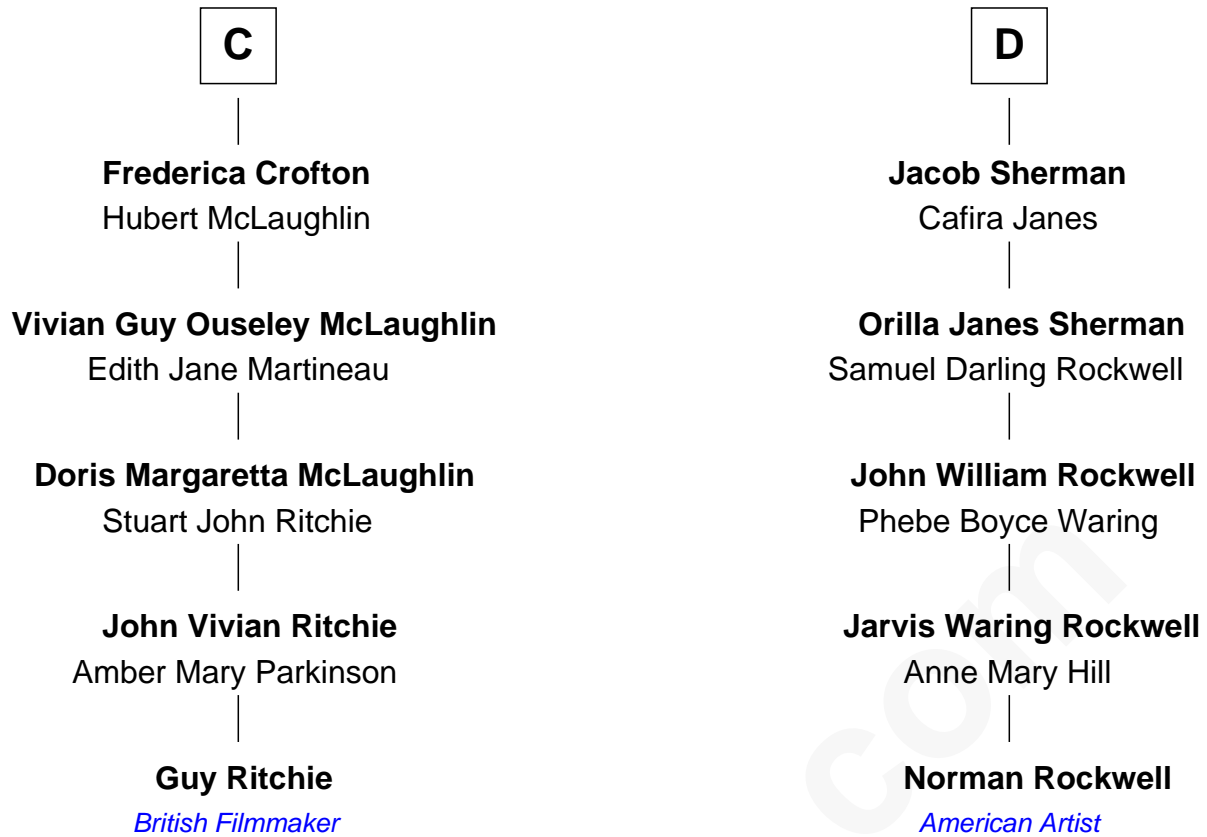 C
Frederica Crofton
Hubert McLaughlin
Vivian Guy Ouseley McLaughlin
Edith Jane Martineau
Doris Margaretta McLaughlin
Stuart John Ritchie
John Vivian Ritchie
Amber Mary Parkinson
Guy Ritchie
British Filmmaker
D
Jacob Sherman
Cafira Janes
Orilla Janes Sherman
Samuel Darling Rockwell
John William Rockwell
Phebe Boyce Waring
Jarvis Waring Rockwell
Anne Mary Hill
Norman Rockwell
American Artist
com